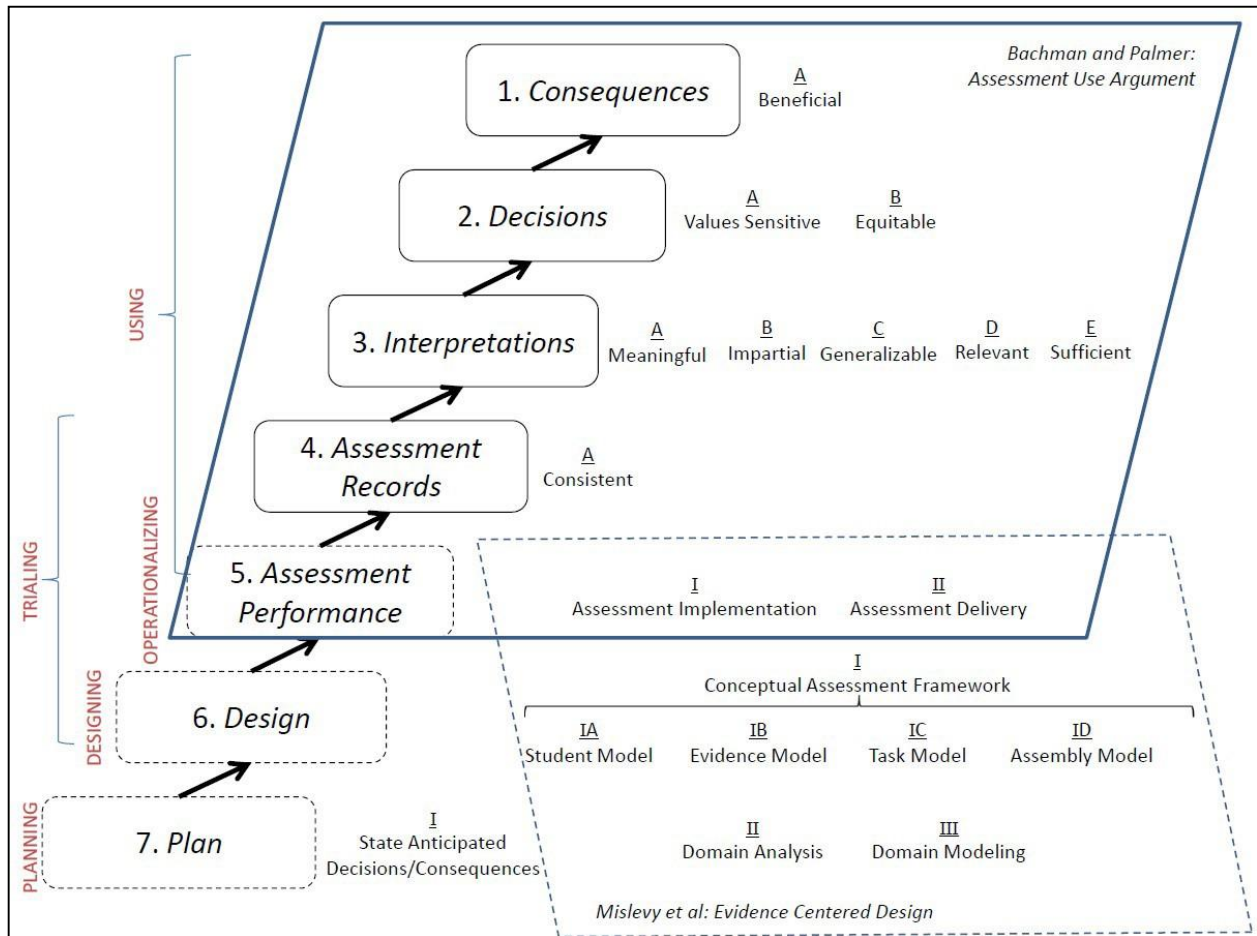 Bachman and Palmer:
Assessment Use Argument
1. Consequences
A
Beneficial
2. Decisions
A
Values Sensitive
B
Equitable
USING
3. Interpretations
A
Meaningful
B
Impartial
C
Generalizable
D
Relevant
E
Sufficient
4. Assessment
Records
A
Consistent
TRIALING
OPERATIONALIZING
5. Assessment
Performance
I
Assessment Implementation
II
Assessment Delivery
DESIGNING
6. Design
I
Conceptual Assessment Framework
IA
Student Model
IB
Evidence Model
IC
Task Model
ID
Assembly Model
PLANNING
7. Plan
I
State Anticipated
Decisions/Consequences
II
Domain Analysis
III
Domain Modeling
Mislevy et al: Evidence Centered Design